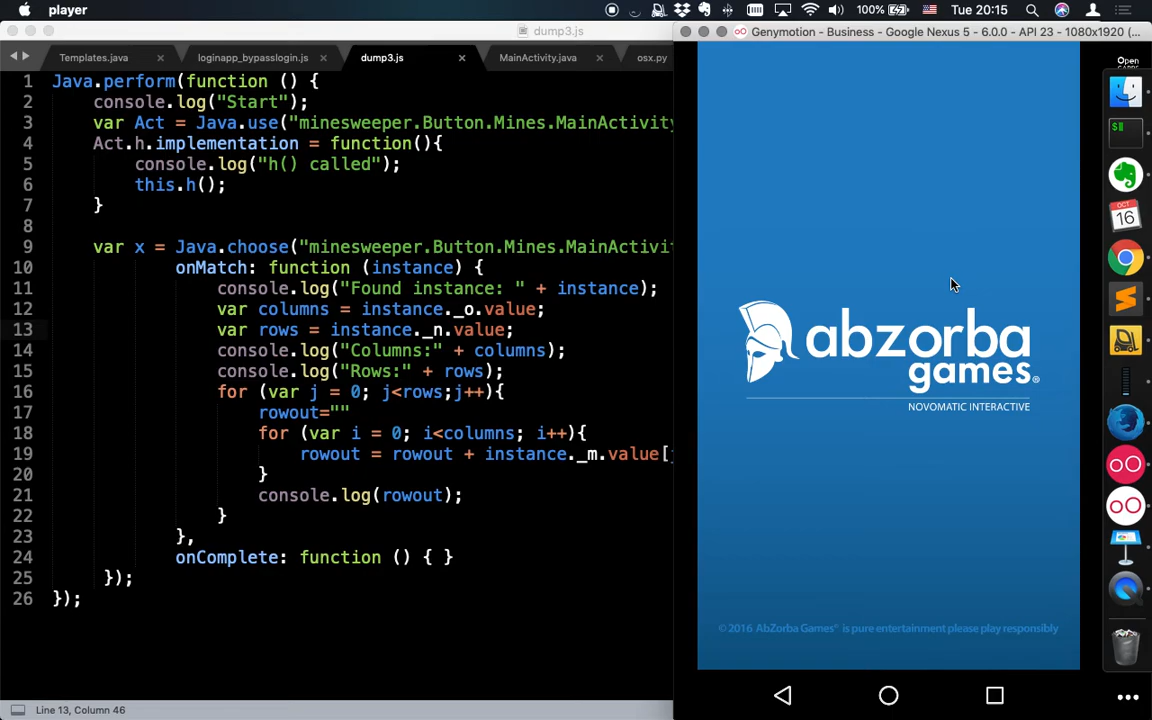 player
100%
Tue 20:15
dump3.js
Genymotion - Business - Google Nexus 5 - 6.0.0 - API 23 - 1080x1920 (...
Templates.java
loginapp_bypasslogin.js
dump3.js
MainActivity.java
osx.py
Open
1 Java.perform(function () {
2 console.log("Start");
3 var Act = Java.use("minesweeper.Button.Mines.MainActivity
4 Act.h.implementation = function(){
5 console.log("h() called");
6 this.h();
7 }
8
9 var x = Java.choose("minesweeper.Button.Mines.MainActivit
10 onMatch: function (instance) {
11 console.log("Found instance: " + instance);
12 var columns = instance._o.value;
13 var rows = instance._n.value;
14 console.log("Columns:" + columns);
15 console.log("Rows:" + rows);
16 for (var j = 0; j<rows;j++){
17 rowout=""
18 for (var i = 0; i<columns; i++){
19 rowout = rowout + instance._m.value[j
20 }
21 console.log(rowout);
22 }
23 },
24 onComplete: function () { }
25 });
26 });
abzorba
games®
NOVOMATIC INTERACTIVE
© 2016 AbZorba Games® is pure entertainment please play responsibly
OCT
16
Line 13, Column 46